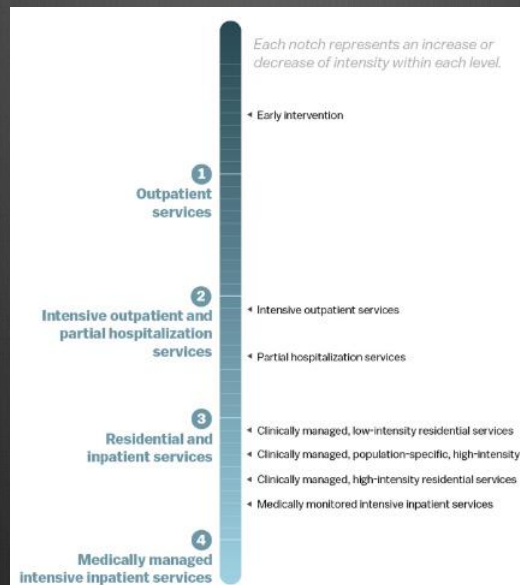 Each notch represents an increase or
decrease of intensity within each level.
Early intervention
1
Outpatient
services
2
Intensive outpatient and
partial hospitalization
services
Intensive outpatient services
Partial hospitalization services
3
Residential and
inpatient services
Clinically managed, low-intensity residential services
Clinically managed, population-specific, high-intensity
Clinically managed, high-intensity residential services
Medically monitored intensive inpatient services
4
Medically managed
intensive inpatient services